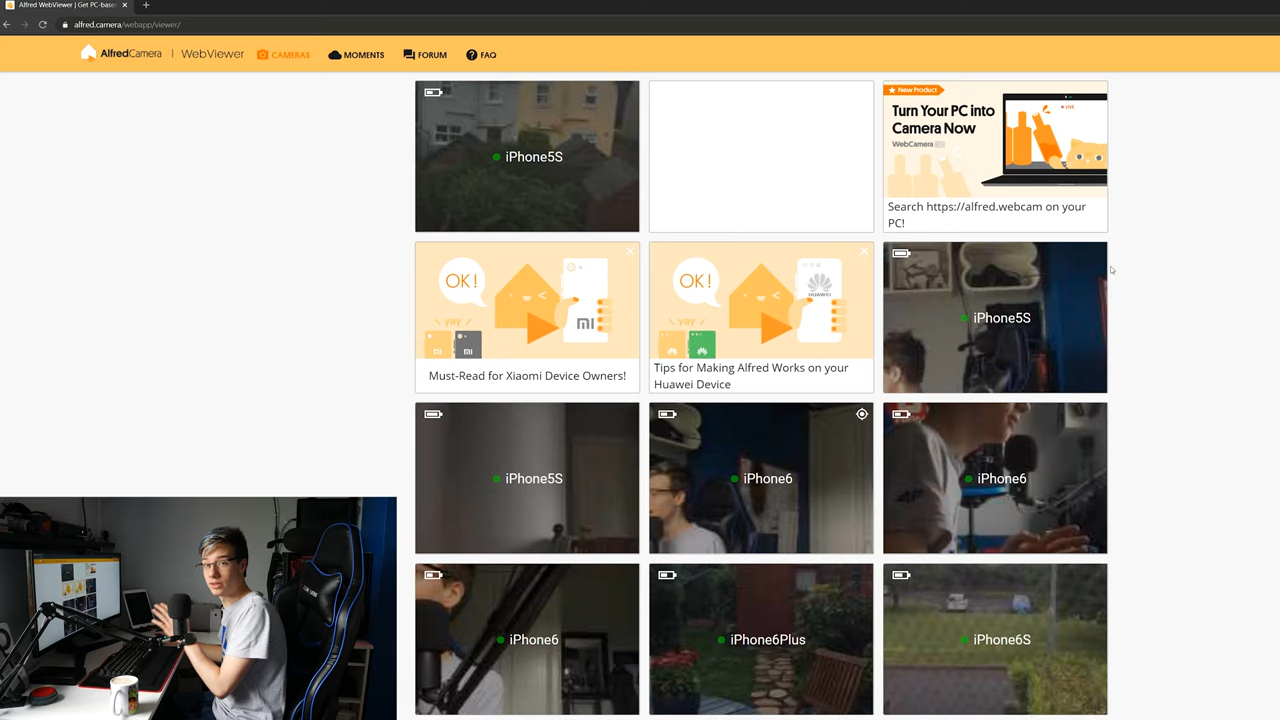 Alfred WebViewer | Get PC-base
alfred.camera/webapp/viewer/
AlfredCamera | WebViewer CAMERAS MOMENTS FORUM FAQ
iPhone5S
New Product
Turn Your PC into
Camera Now
WebCamera
LIVE
Search https://alfred.webcam on your
PC!
OK!
yay
mi
mi
mi
Must-Read for Xiaomi Device Owners!
OK!
yay
HUAWEI
Tips for Making Alfred Works on your
Huawei Device
iPhone5S
iPhone5S
iPhone6
iPhone6
iPhone6
iPhone6Plus
iPhone6S